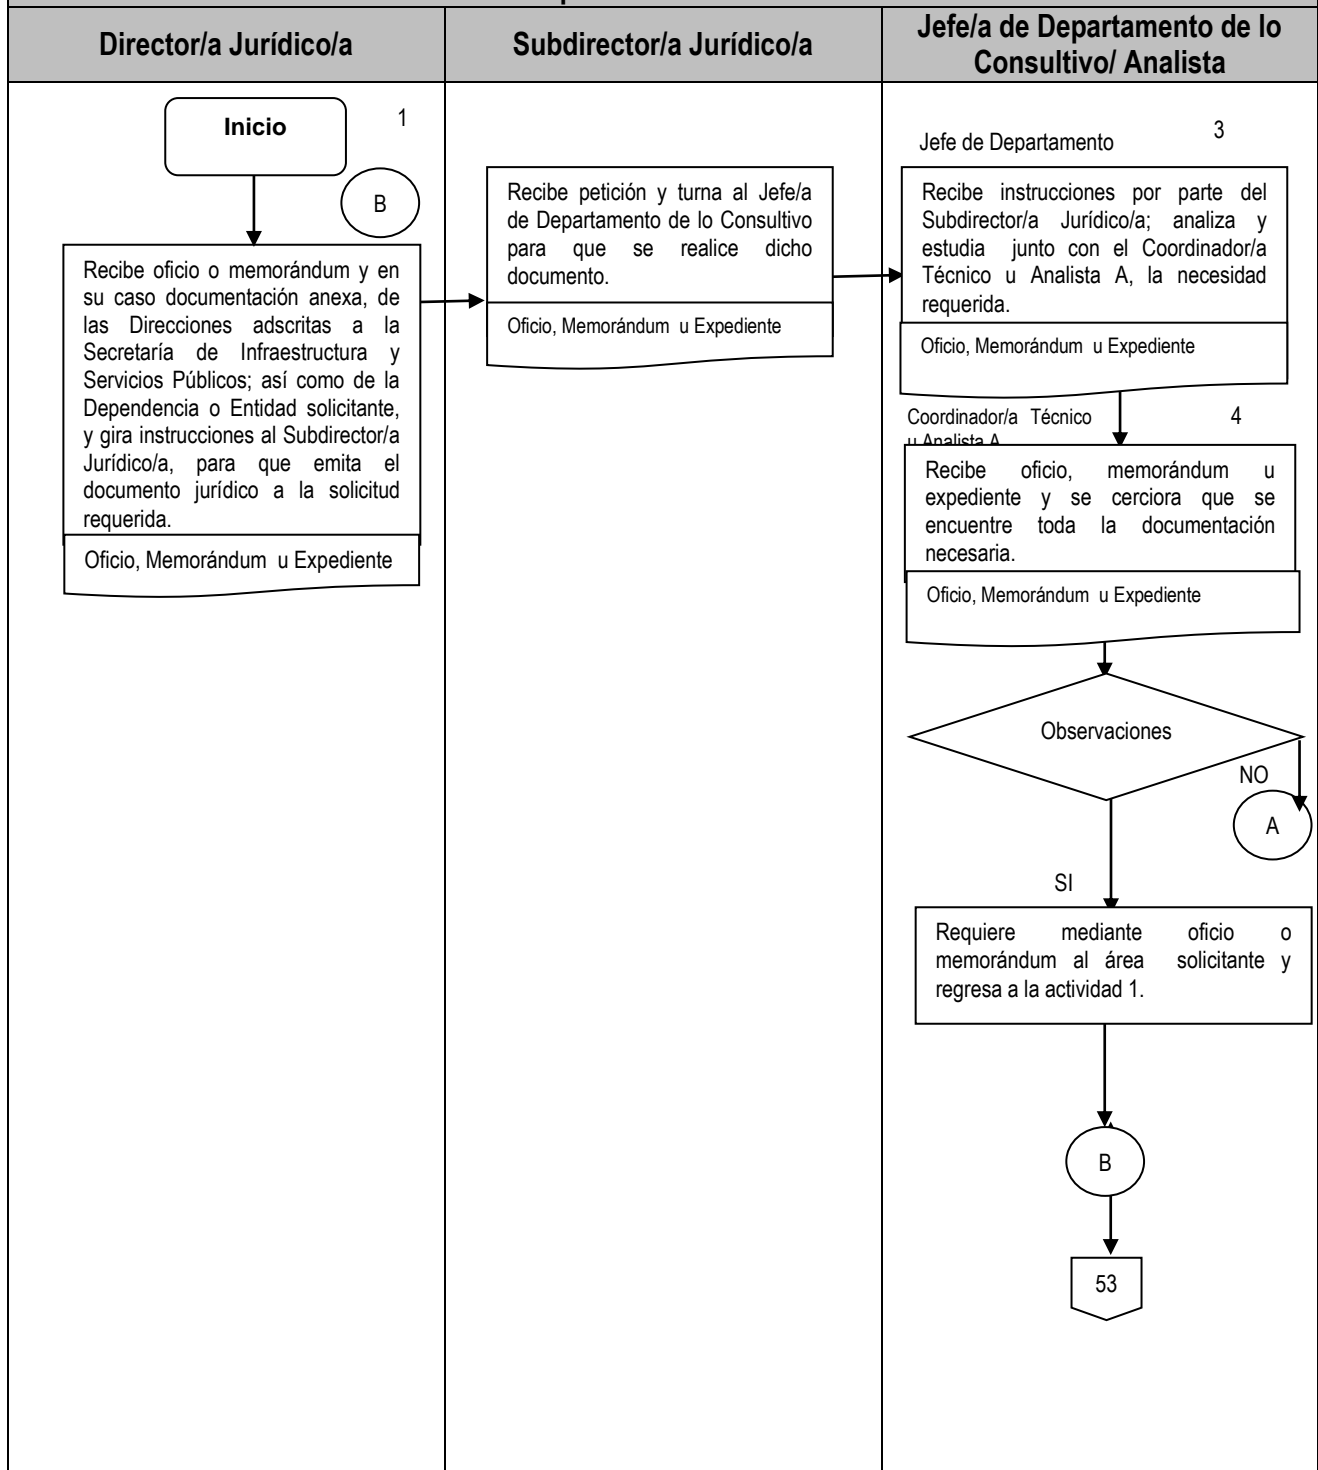 Director/a Jurídico/a
Subdirector/a Jurídico/a
Jefe/a de Departamento de lo
Consultivo/ Analista
Inicio
1
B
Recibe oficio o memorándum y en
su caso documentación anexa, de
las Direcciones adscritas a la
Secretaría de Infraestructura y
Servicios Públicos; así como de la
Dependencia o Entidad solicitante,
y gira instrucciones al Subdirector/a
Jurídico/a, para que emita el
documento jurídico a la solicitud
requerida.
Oficio, Memorándum u Expediente
Recibe petición y turna al Jefe/a
de Departamento de lo Consultivo
para que se realice dicho
documento.
Oficio, Memorándum u Expediente
Jefe de Departamento
3
Recibe instrucciones por parte del
Subdirector/a Jurídico/a; analiza y
estudia junto con el Coordinador/a
Técnico u Analista A, la necesidad
requerida.
Oficio, Memorándum u Expediente
Coordinador/a Técnico
u Analista A
4
Recibe oficio, memorándum u
expediente y se cerciora que se
encuentre toda la documentación
necesaria.
Oficio, Memorándum u Expediente
Observaciones
NO
A
SI
Requiere mediante oficio o
memorándum al área solicitante y
regresa a la actividad 1.
B
53